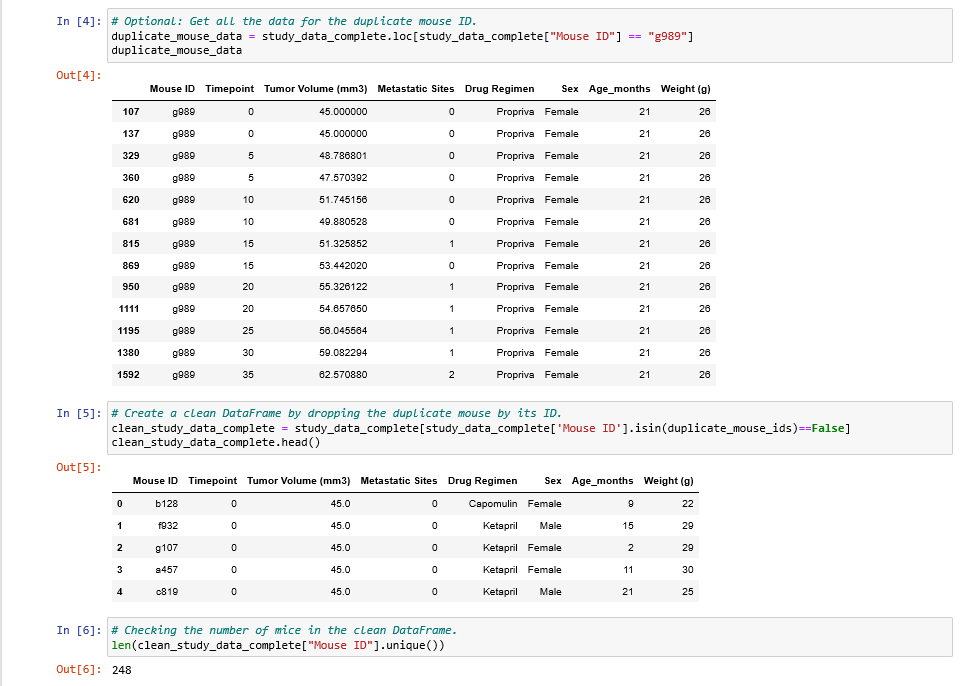 In [4]: # Optional: Get all the data for the duplicate mouse ID.
duplicate_mouse_data = study_data_complete.loc[study_data_complete["Mouse ID"] == "g989"]
duplicate_mouse_data
Out[4]:
Mouse ID Timepoint Tumor Volume (mm3) Metastatic Sites Drug Regimen Sex Age_months Weight (g)
107 g989 0 45.000000 0 Propriva Female 21 26
137 g989 0 45.000000 0 Propriva Female 21 26
329 g989 5 48.786801 0 Propriva Female 21 26
360 g989 5 47.570392 0 Propriva Female 21 26
620 g989 10 51.745156 0 Propriva Female 21 26
681 g989 10 49.880528 0 Propriva Female 21 26
815 g989 15 51.325852 1 Propriva Female 21 26
869 g989 15 53.442020 0 Propriva Female 21 26
950 g989 20 55.326122 1 Propriva Female 21 26
1111 g989 20 54.657650 1 Propriva Female 21 26
1195 g989 25 56.045564 1 Propriva Female 21 26
1380 g989 30 59.082294 1 Propriva Female 21 26
1592 g989 35 62.570880 2 Propriva Female 21 26
In [5]: # Create a clean DataFrame by dropping the duplicate mouse by its ID.
clean_study_data_complete = study_data_complete[study_data_complete['Mouse ID'].isin(duplicate_mouse_ids)==False]
clean_study_data_complete.head()
Out[5]:
Mouse ID Timepoint Tumor Volume (mm3) Metastatic Sites Drug Regimen Sex Age_months Weight (g)
0 b128 0 45.0 0 Capomulin Female 9 22
1 f932 0 45.0 0 Ketapril Male 15 29
2 g107 0 45.0 0 Ketapril Female 2 29
3 a457 0 45.0 0 Ketapril Female 11 30
4 c819 0 45.0 0 Ketapril Male 21 25
In [6]: # Checking the number of mice in the clean DataFrame.
len(clean_study_data_complete["Mouse ID"].unique())
Out[6]: 248